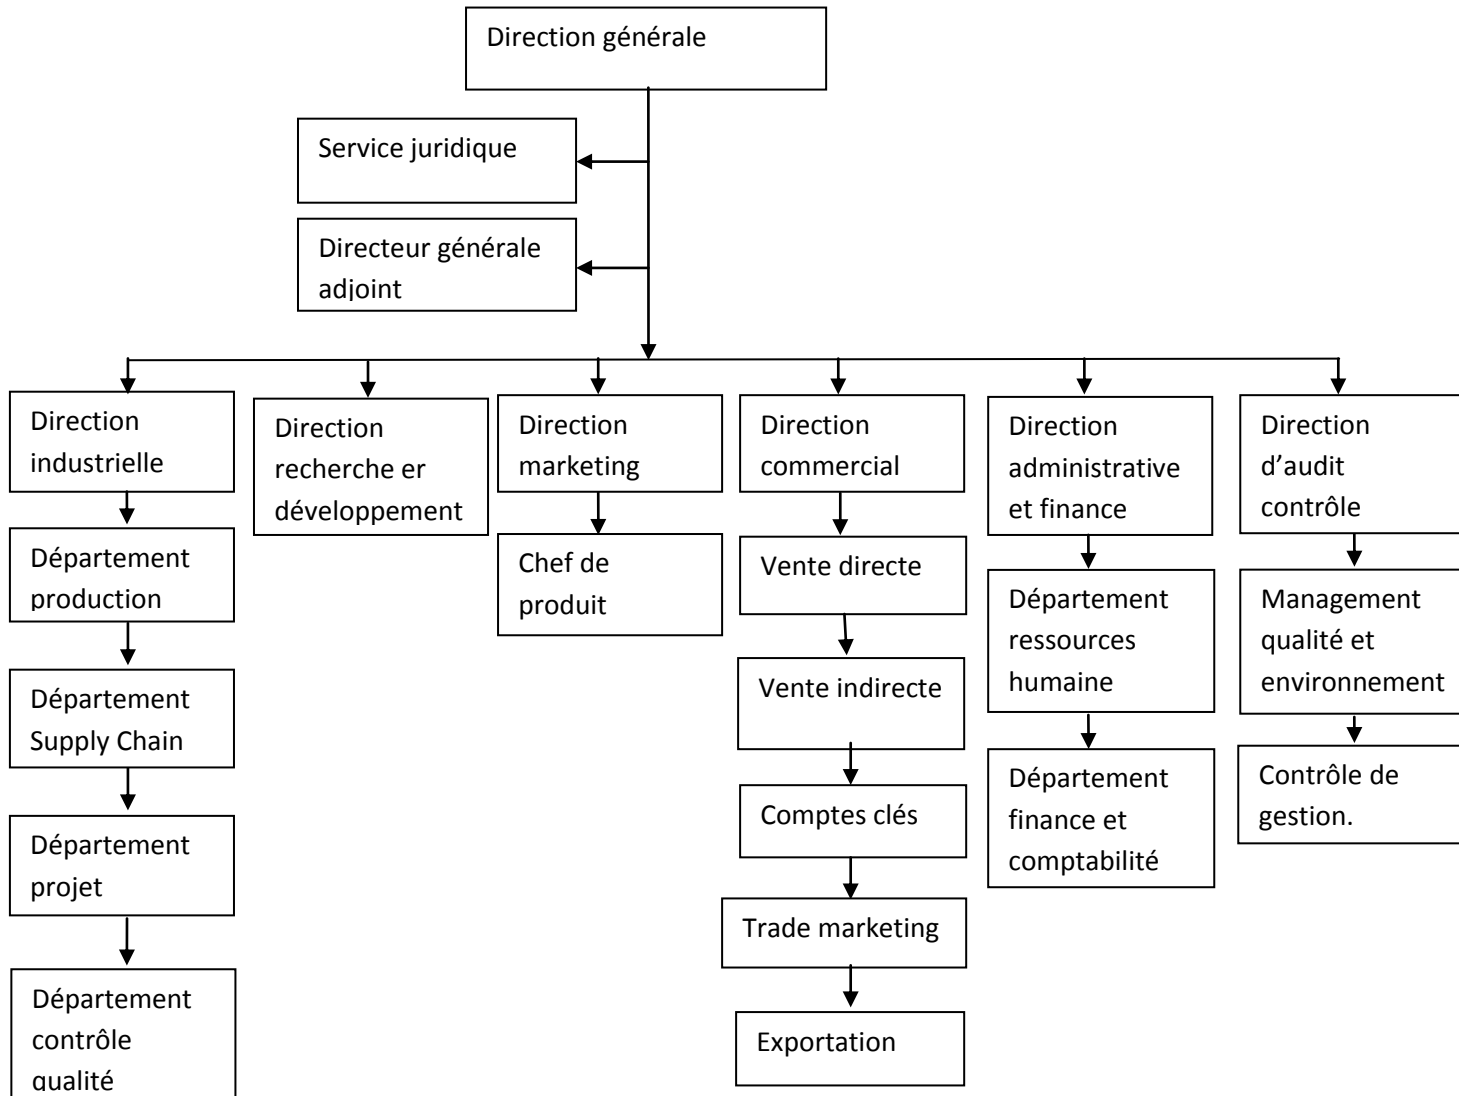 Direction générale
Service juridique
Directeur générale
adjoint
Direction
industrielle
Département
production
Département
Supply Chain
Département
projet
Département
contrôle
qualité
Direction
recherche er
développement
Direction
marketing
Chef de
produit
Direction
commercial
Vente directe
Vente indirecte
Comptes clés
Trade marketing
Exportation
Direction
administrative
et finance
Département
ressources
humaine
Département
finance et
comptabilité
Direction
d’audit
contrôle
Management
qualité et
environnement
Contrôle de
gestion.